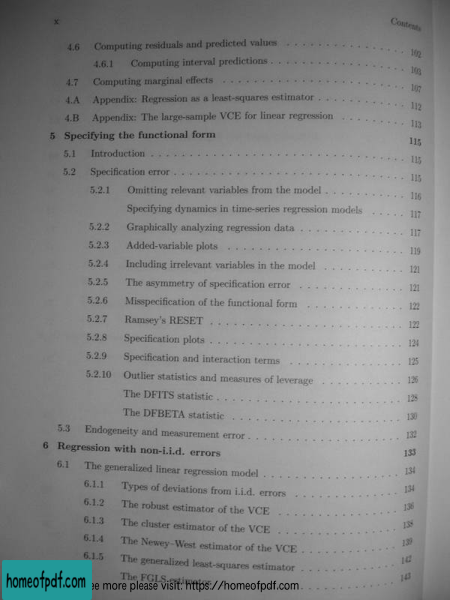 x Contents
4.6 Computing residuals and predicted values . . . . . . . . . . . . . . . 102
4.6.1 Computing interval predictions . . . . . . . . . . . . . . . . 103
4.7 Computing marginal effects . . . . . . . . . . . . . . . . . . . . . . . 107
4.A Appendix: Regression as a least-squares estimator . . . . . . . . . . . 112
4.B Appendix: The large-sample VCE for linear regression . . . . . . . . 113
5 Specifying the functional form 115
5.1 Introduction . . . . . . . . . . . . . . . . . . . . . . . . . . . . . . . . 115
5.2 Specification error . . . . . . . . . . . . . . . . . . . . . . . . . . . . . 115
5.2.1 Omitting relevant variables from the model . . . . . . . . . . 116
Specifying dynamics in time-series regression models . . . . 117
5.2.2 Graphically analyzing regression data . . . . . . . . . . . . . 117
5.2.3 Added-variable plots . . . . . . . . . . . . . . . . . . . . . . 119
5.2.4 Including irrelevant variables in the model . . . . . . . . . . 121
5.2.5 The asymmetry of specification error . . . . . . . . . . . . . 121
5.2.6 Misspecification of the functional form . . . . . . . . . . . . 122
5.2.7 Ramsey's RESET . . . . . . . . . . . . . . . . . . . . . . . . 122
5.2.8 Specification plots . . . . . . . . . . . . . . . . . . . . . . . . 124
5.2.9 Specification and interaction terms . . . . . . . . . . . . . . 125
5.2.10 Outlier statistics and measures of leverage . . . . . . . . . . 126
The DFITS statistic . . . . . . . . . . . . . . . . . . . . . . . 128
The DFBETA statistic . . . . . . . . . . . . . . . . . . . . . 130
5.3 Endogeneity and measurement error . . . . . . . . . . . . . . . . . . . 132
6 Regression with non-i.i.d. errors 133
6.1 The generalized linear regression model . . . . . . . . . . . . . . . . . 134
6.1.1 Types of deviations from i.i.d. errors . . . . . . . . . . . . . 134
6.1.2 The robust estimator of the VCE . . . . . . . . . . . . . . . 136
6.1.3 The cluster estimator of the VCE . . . . . . . . . . . . . . . 138
6.1.4 The Newey–West estimator of the VCE . . . . . . . . . . . . 139
6.1.5 The generalized least-squares estimator . . . . . . . . . . . . 142
The FGLS estimator . . . . . . . . . . . . . . . . . . . . . . 143
homeofpdf.com ee more please visit: https://homeofpdf.com